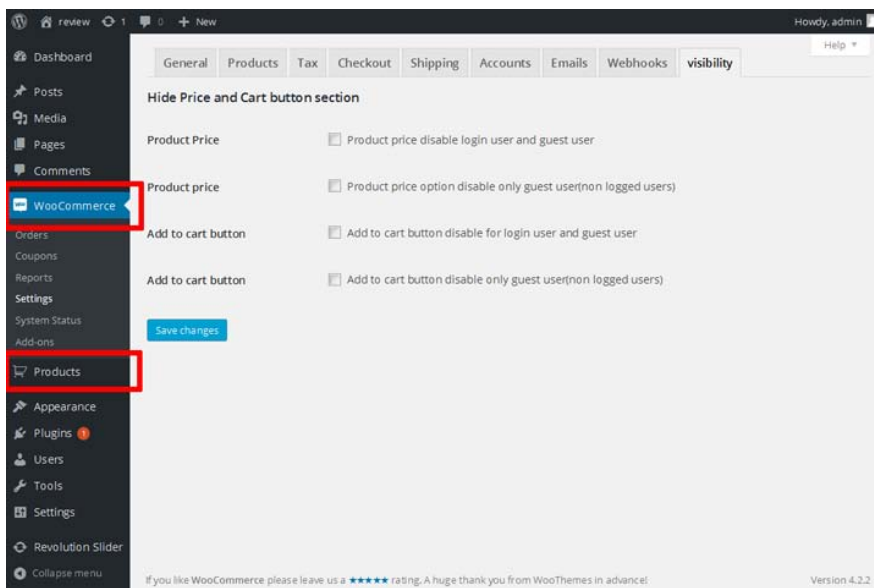 review 1 0 + New Howdy, admin
Help
Dashboard
Posts
Media
Pages
Comments
WooCommerce
Orders
Coupons
Reports
Settings
System Status
Add-ons
Products
Appearance
Plugins 1
Users
Tools
Settings
Revolution Slider
Collapse menu
General Products Tax Checkout Shipping Accounts Emails Webhooks visibility
Hide Price and Cart button section
Product Price Product price disable login user and guest user
Product price Product price option disable only guest user(non logged users)
Add to cart button Add to cart button disable for login user and guest user
Add to cart button Add to cart button disable only guest user(non logged users)
Save changes
If you like WooCommerce please leave us a ★★★★★ rating. A huge thank you from WooThemes in advance! Version 4.2.2